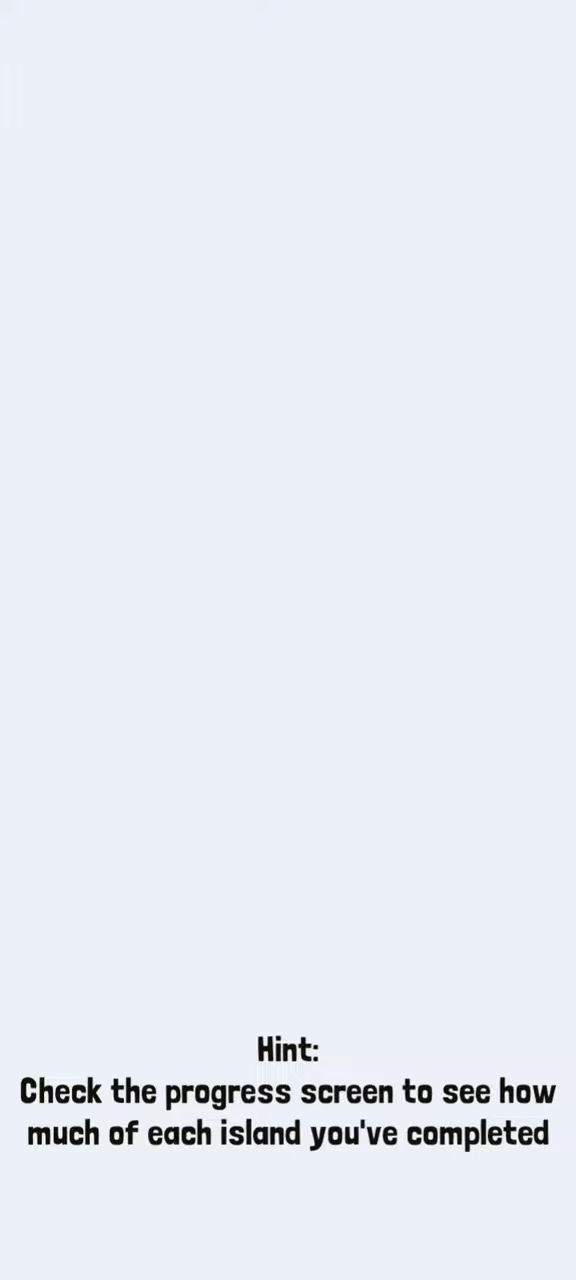 Hint:
Check the progress screen to see how
much of each island you've completed